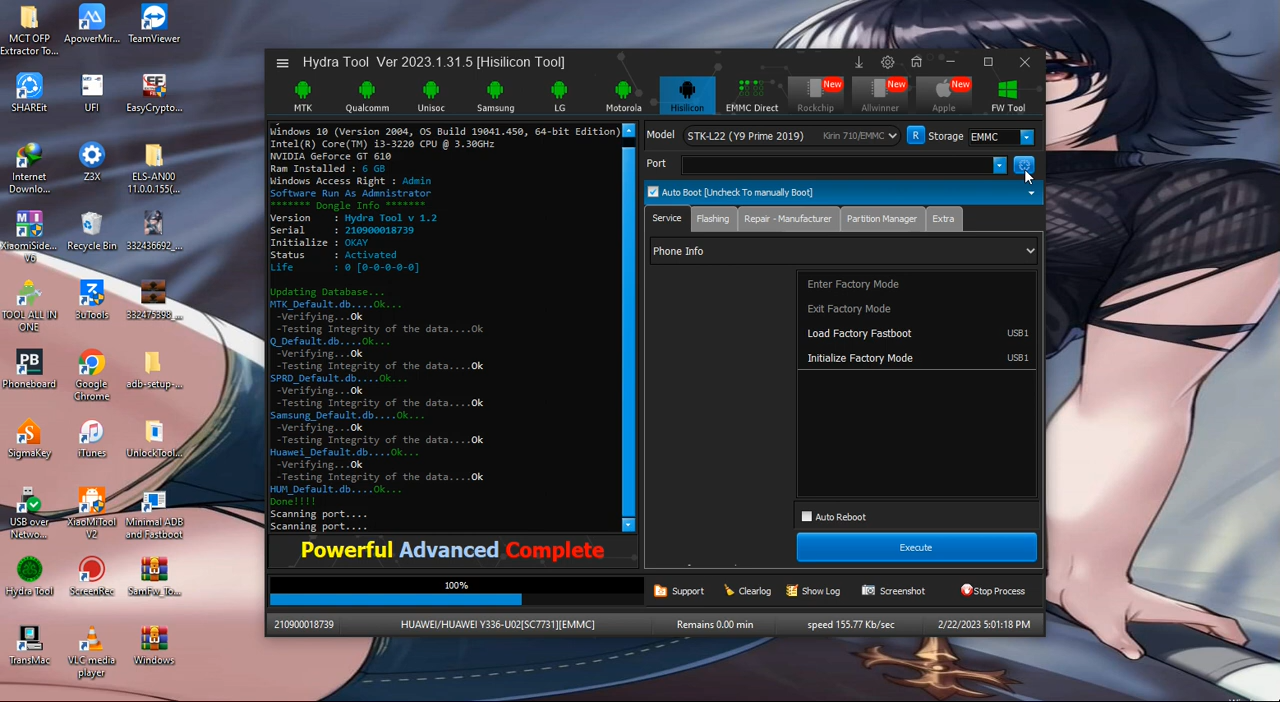 MCT OFP
Extractor To...
ApowerMir...
TeamViewer
SHAREit
UFI
EasyCrypto...
Internet
Downlo...
Z3X
ELS-AN00
11.0.0.155(...
XiaomiSide...
V6
Recycle Bin
332436692_...
TOOL ALL IN
ONE
3uTools
332475398_...
PB
Phoneboard
Google
Chrome
adb-setup-...
SigmaKey
iTunes
UnlockTool...
USB over
Netwo...
XiaoMiTool
V2
Minimal ADB
and Fastboot
Hydra Tool
ScreenRec
SamFw_To...
TransMac
VLC media
player
Windows
Hydra Tool Ver 2023.1.31.5 [Hisilicon Tool]
MTK
Qualcomm
Unisoc
Samsung
LG
Motorola
Hisilicon
EMMC Direct
New
Rockchip
New
Allwinner
New
Apple
FW Tool
Windows 10 (Version 2004, OS Build 19041.450, 64-bit Edition)
Intel(R) Core(TM) i3-3220 CPU @ 3.30GHz
NVIDIA GeForce GT 610
Ram Installed : 6 GB
Windows Access Right : Admin
Software Run As Admnistrator
******* Dongle Info *******
Version : Hydra Tool v 1.2
Serial : 210900018739
Initialize : OKAY
Status : Activated
Life : 0 [0-0-0-0-0]
Updating Database...
MTK_Default.db....Ok...
-Verifying...Ok
-Testing Integrity of the data....Ok
Q_Default.db....Ok...
-Verifying...Ok
-Testing Integrity of the data....Ok
SPRD_Default.db....Ok...
-Verifying...Ok
-Testing Integrity of the data....Ok
Samsung_Default.db....Ok...
-Verifying...Ok
-Testing Integrity of the data....Ok
Huawei_Default.db....Ok...
-Verifying...Ok
-Testing Integrity of the data....Ok
HUM_Default.db....Ok...
Done!!!!
Scanning port....
Scanning port....
Powerful Advanced Complete
100%
Model STK-L22 (Y9 Prime 2019) Kirin 710/EMMC R Storage EMMC
Port
Auto Boot [Uncheck To manually Boot]
Service Flashing Repair - Manufacturer Partition Manager Extra
Phone Info
Enter Factory Mode
Exit Factory Mode
Load Factory Fastboot USB1
Initialize Factory Mode USB1
Auto Reboot
Execute
Support Clearlog Show Log Screenshot Stop Process
210900018739 HUAWEI/HUAWEI Y336-U02[SC7731][EMMC] Remains 0.00 min speed 155.77 Kb/sec 2/22/2023 5:01:18 PM